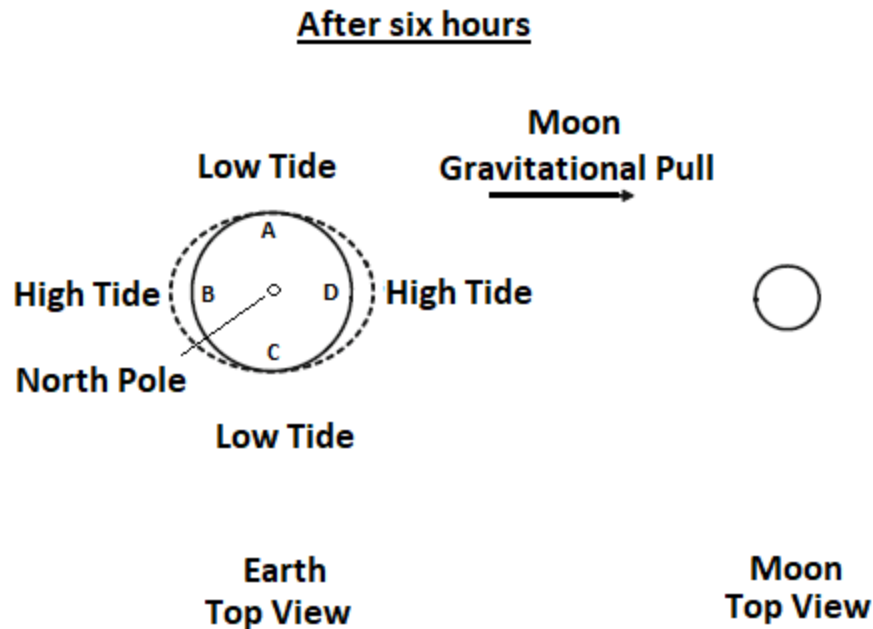 After six hours
Moon
Gravitational Pull
Low Tide
A
High Tide
B
D
High Tide
C
North Pole
Low Tide
Earth
Top View
Moon
Top View